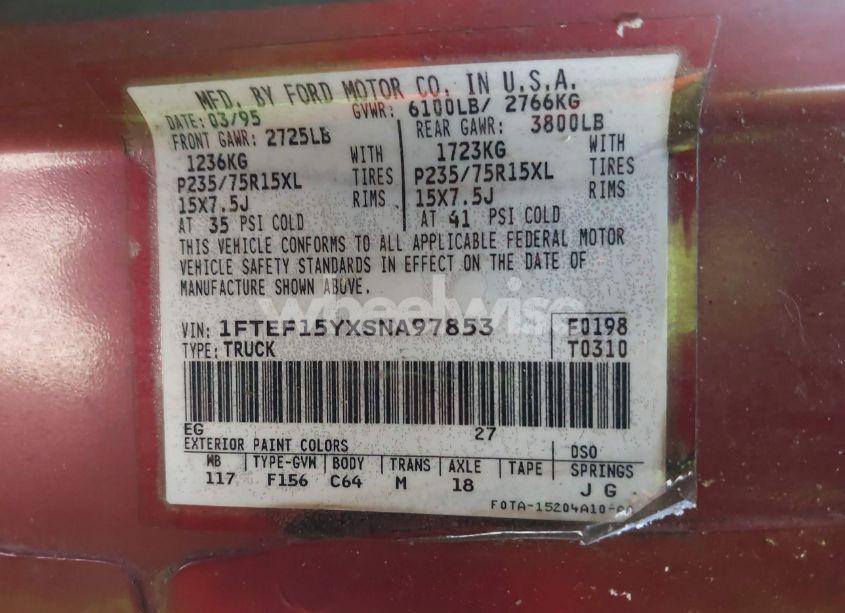 MFD. BY FORD MOTOR CO. IN U.S.A.
DATE: 03/95 GVWR: 6100LB/ 2766KG
FRONT GAWR: 2725LB REAR GAWR: 3800LB
1236KG WITH 1723KG WITH
P235/75R15XL TIRES P235/75R15XL TIRES
15X7.5J RIMS 15X7.5J RIMS
AT 35 PSI COLD AT 41 PSI COLD
THIS VEHICLE CONFORMS TO ALL APPLICABLE FEDERAL MOTOR
VEHICLE SAFETY STANDARDS IN EFFECT ON THE DATE OF
MANUFACTURE SHOWN ABOVE.
wheelwise
VIN: 1FTEF15YXSNA97853 F0198
TYPE: TRUCK T0310
EG 27
EXTERIOR PAINT COLORS DSO
WB TYPE-GVW BODY TRANS AXLE TAPE SPRINGS
117 F156 C64 M 18 J G
F0TA-15204A10-